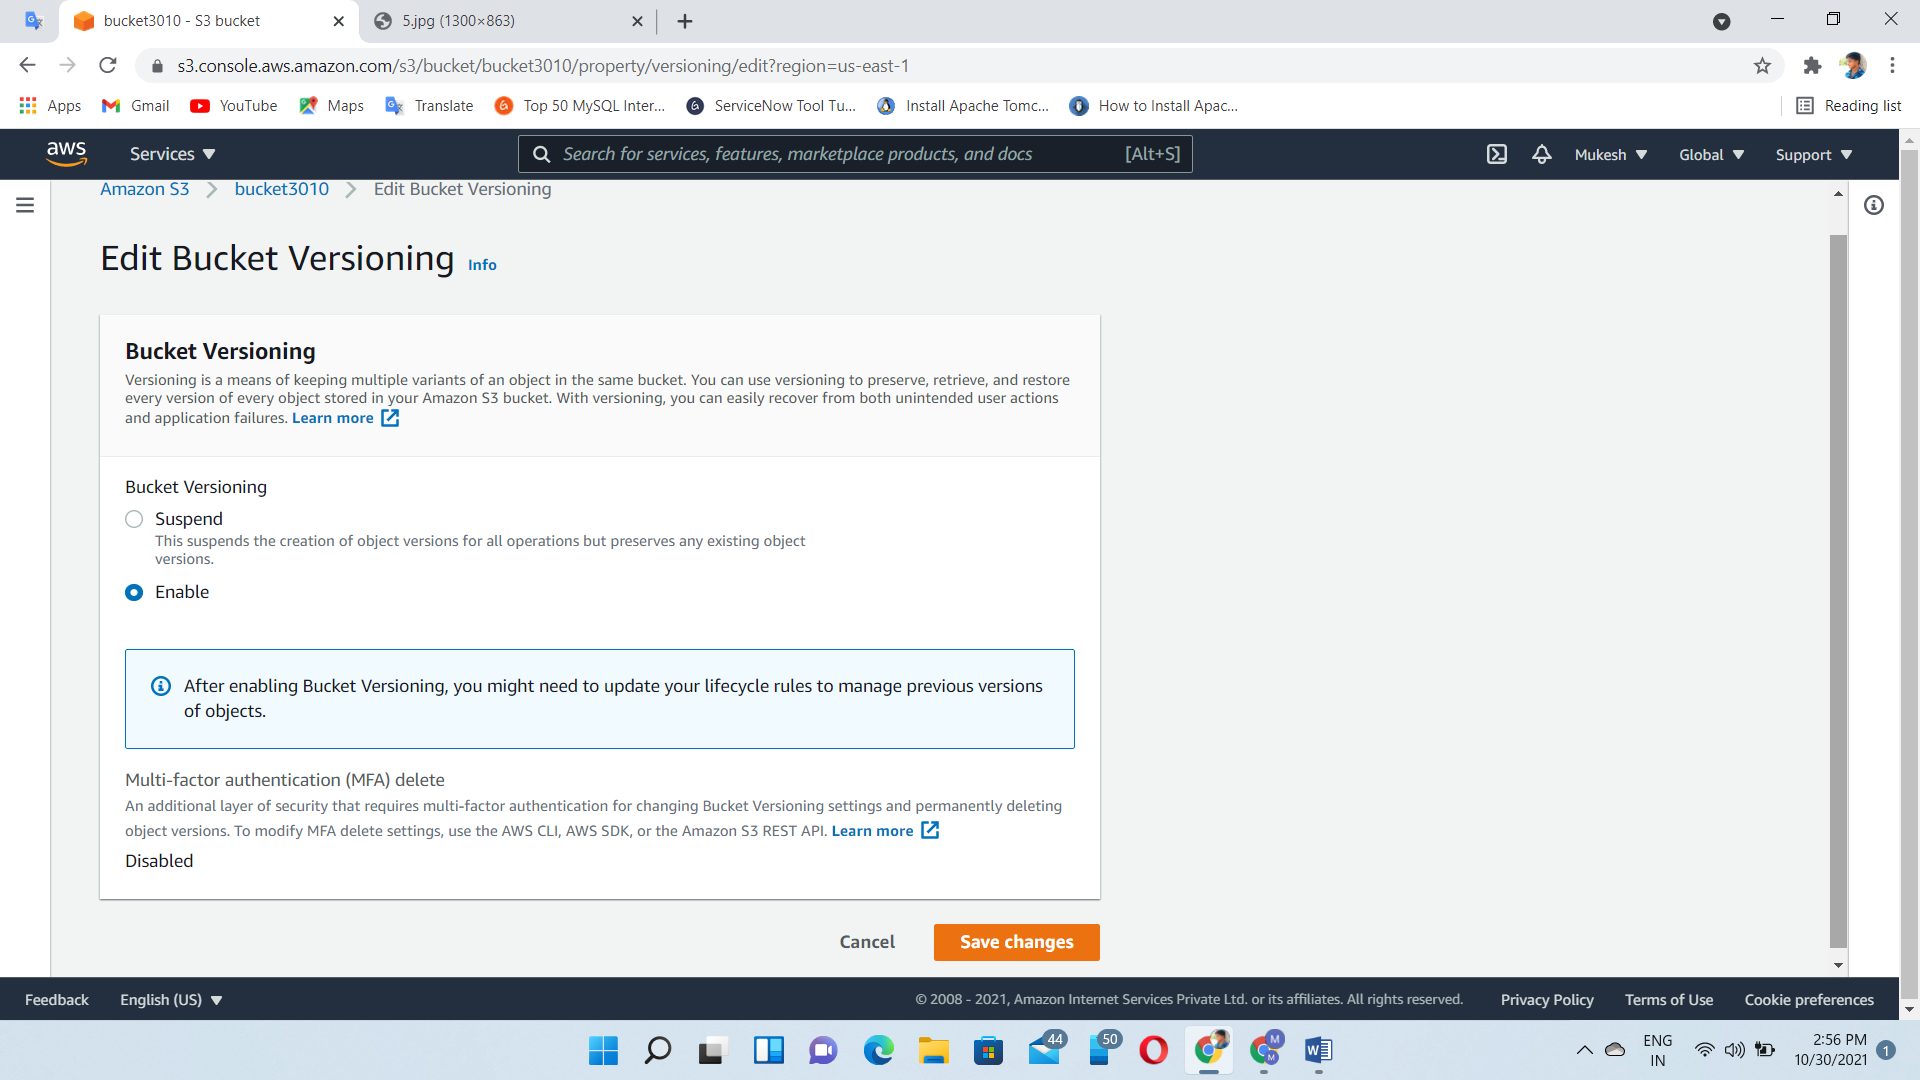 bucket3010 - S3 bucket
5.jpg (1300×863)
s3.console.aws.amazon.com/s3/bucket/bucket3010/property/versioning/edit?region=us-east-1
Apps
Gmail
YouTube
Maps
Translate
Top 50 MySQL Inter...
ServiceNow Tool Tu...
Install Apache Tomc...
How to Install Apac...
Reading list
aws
Services
Search for services, features, marketplace products, and docs
[Alt+S]
Mukesh
Global
Support
Amazon S3
bucket3010
Edit Bucket Versioning
Edit Bucket Versioning Info
Bucket Versioning
Versioning is a means of keeping multiple variants of an object in the same bucket. You can use versioning to preserve, retrieve, and restore
every version of every object stored in your Amazon S3 bucket. With versioning, you can easily recover from both unintended user actions
and application failures. Learn more
Bucket Versioning
Suspend
This suspends the creation of object versions for all operations but preserves any existing object
versions.
Enable
After enabling Bucket Versioning, you might need to update your lifecycle rules to manage previous versions
of objects.
Multi-factor authentication (MFA) delete
An additional layer of security that requires multi-factor authentication for changing Bucket Versioning settings and permanently deleting
object versions. To modify MFA delete settings, use the AWS CLI, AWS SDK, or the Amazon S3 REST API. Learn more
Disabled
Cancel
Save changes
Feedback
English (US)
© 2008 - 2021, Amazon Internet Services Private Ltd. or its affiliates. All rights reserved.
Privacy Policy
Terms of Use
Cookie preferences
44
50
M
M
ENG
IN
2:56 PM
10/30/2021
1